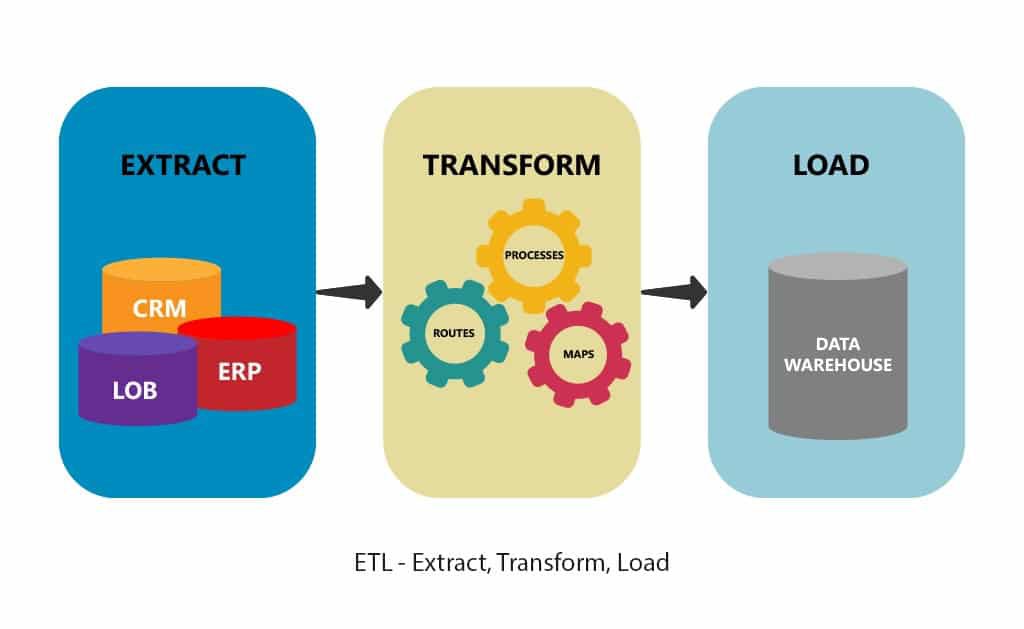 EXTRACT
CRM
LOB
ERP
TRANSFORM
PROCESSES
ROUTES
MAPS
LOAD
DATA
WAREHOUSE
ETL - Extract, Transform, Load